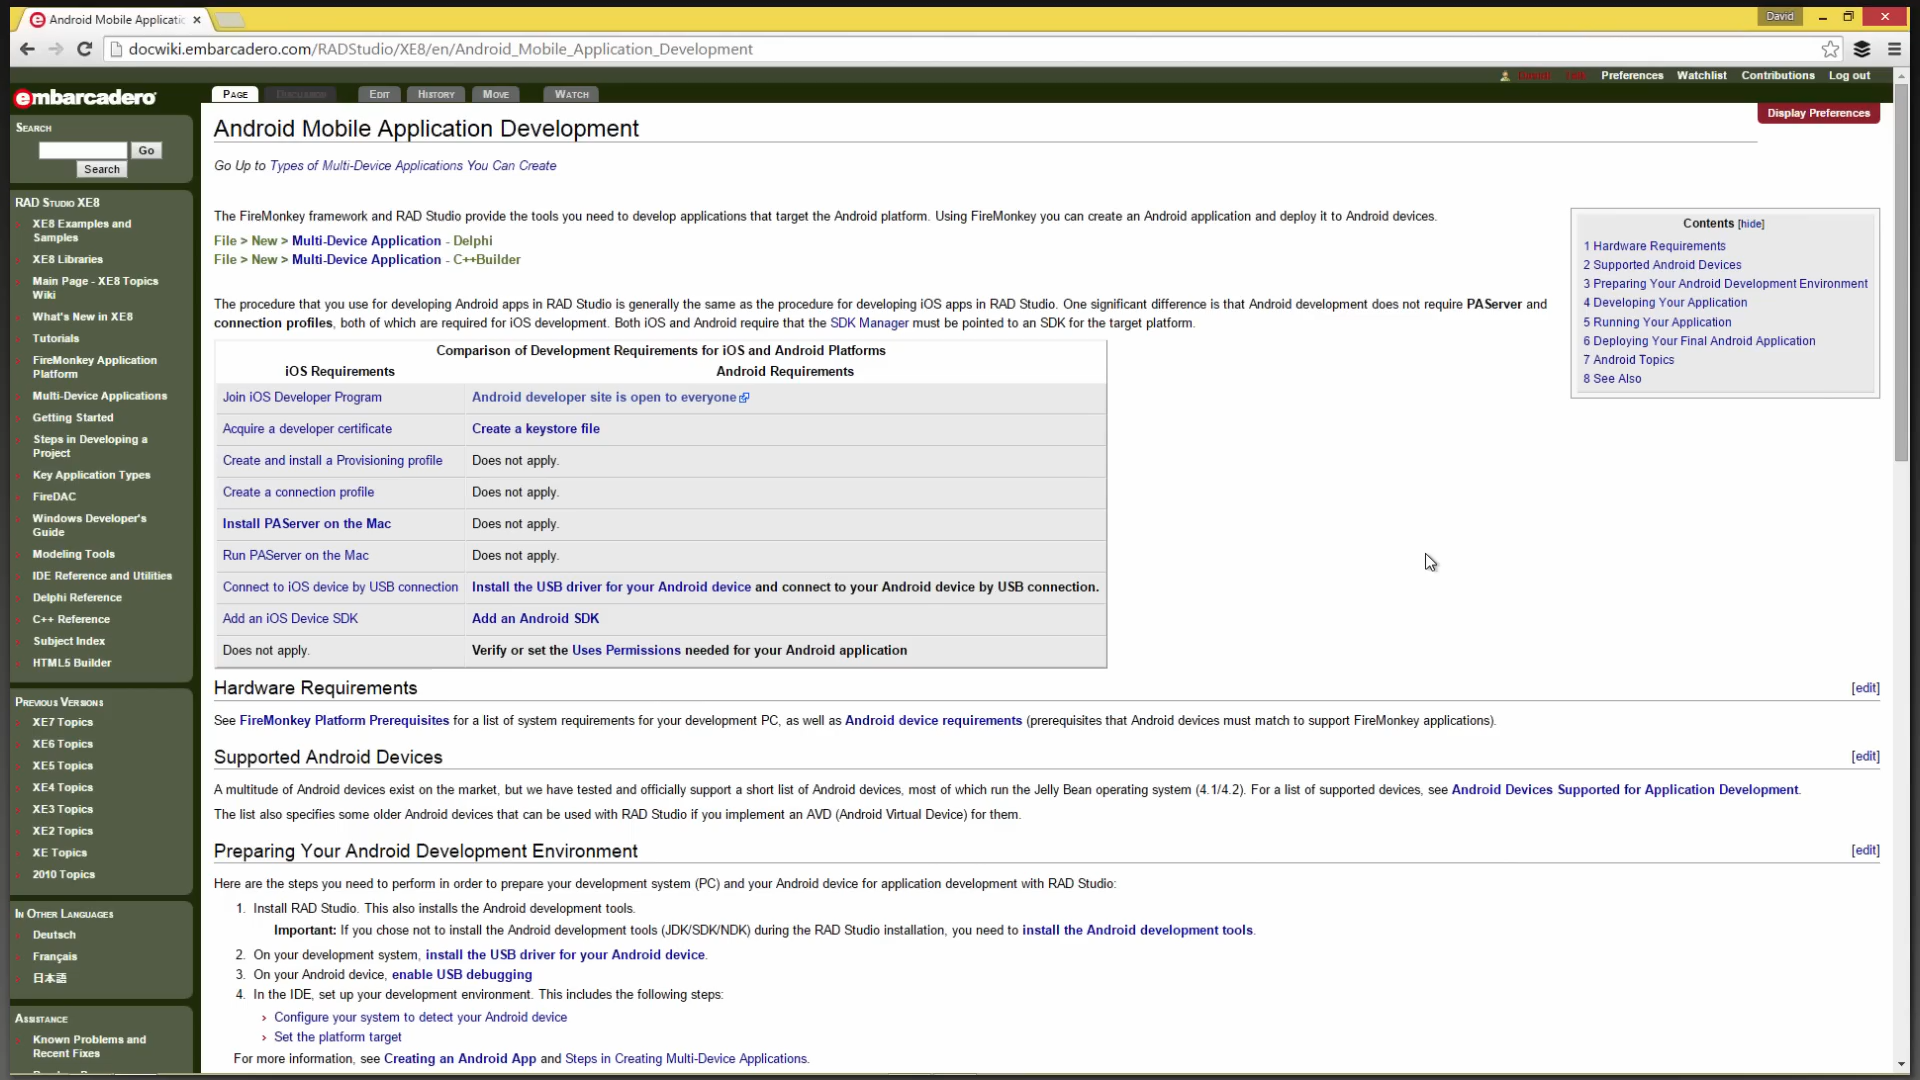 Android Mobile Applicatic
David
docwiki.embarcadero.com/RADStudio/XE8/en/Android_Mobile_Application_Development
Preferences Watchlist Contributions Log out
embarcadero
PAGE DISCUSSION EDIT HISTORY MOVE WATCH
Display Preferences
SEARCH
Go
Search
RAD STUDIO XE8
XE8 Examples and
Samples
XE8 Libraries
Main Page - XE8 Topics
Wiki
What's New in XE8
Tutorials
FireMonkey Application
Platform
Multi-Device Applications
Getting Started
Steps in Developing a
Project
Key Application Types
FireDAC
Windows Developer's
Guide
Modeling Tools
IDE Reference and Utilities
Delphi Reference
C++ Reference
Subject Index
HTML5 Builder
PREVIOUS VERSIONS
XE7 Topics
XE6 Topics
XE5 Topics
XE4 Topics
XE3 Topics
XE2 Topics
XE Topics
2010 Topics
IN OTHER LANGUAGES
Deutsch
Français
日本語
ASSISTANCE
Known Problems and
Recent Fixes
Android Mobile Application Development
Go Up to Types of Multi-Device Applications You Can Create
The FireMonkey framework and RAD Studio provide the tools you need to develop applications that target the Android platform. Using FireMonkey you can create an Android application and deploy it to Android devices.
File > New > Multi-Device Application - Delphi
File > New > Multi-Device Application - C++Builder
The procedure that you use for developing Android apps in RAD Studio is generally the same as the procedure for developing iOS apps in RAD Studio. One significant difference is that Android development does not require PAServer and
connection profiles, both of which are required for iOS development. Both iOS and Android require that the SDK Manager must be pointed to an SDK for the target platform.
Contents [hide]
1 Hardware Requirements
2 Supported Android Devices
3 Preparing Your Android Development Environment
4 Developing Your Application
5 Running Your Application
6 Deploying Your Final Android Application
7 Android Topics
8 See Also
Comparison of Development Requirements for iOS and Android Platforms
iOS Requirements Android Requirements
Join iOS Developer Program Android developer site is open to everyone
Acquire a developer certificate Create a keystore file
Create and install a Provisioning profile Does not apply.
Create a connection profile Does not apply.
Install PAServer on the Mac Does not apply.
Run PAServer on the Mac Does not apply.
Connect to iOS device by USB connection Install the USB driver for your Android device and connect to your Android device by USB connection.
Add an iOS Device SDK Add an Android SDK
Does not apply. Verify or set the Uses Permissions needed for your Android application
Hardware Requirements [edit]
See FireMonkey Platform Prerequisites for a list of system requirements for your development PC, as well as Android device requirements (prerequisites that Android devices must match to support FireMonkey applications).
Supported Android Devices [edit]
A multitude of Android devices exist on the market, but we have tested and officially support a short list of Android devices, most of which run the Jelly Bean operating system (4.1/4.2). For a list of supported devices, see Android Devices Supported for Application Development.
The list also specifies some older Android devices that can be used with RAD Studio if you implement an AVD (Android Virtual Device) for them.
Preparing Your Android Development Environment [edit]
Here are the steps you need to perform in order to prepare your development system (PC) and your Android device for application development with RAD Studio:
1. Install RAD Studio. This also installs the Android development tools.
Important: If you chose not to install the Android development tools (JDK/SDK/NDK) during the RAD Studio installation, you need to install the Android development tools.
2. On your development system, install the USB driver for your Android device.
3. On your Android device, enable USB debugging
4. In the IDE, set up your development environment. This includes the following steps:
› Configure your system to detect your Android device
› Set the platform target
For more information, see Creating an Android App and Steps in Creating Multi-Device Applications.